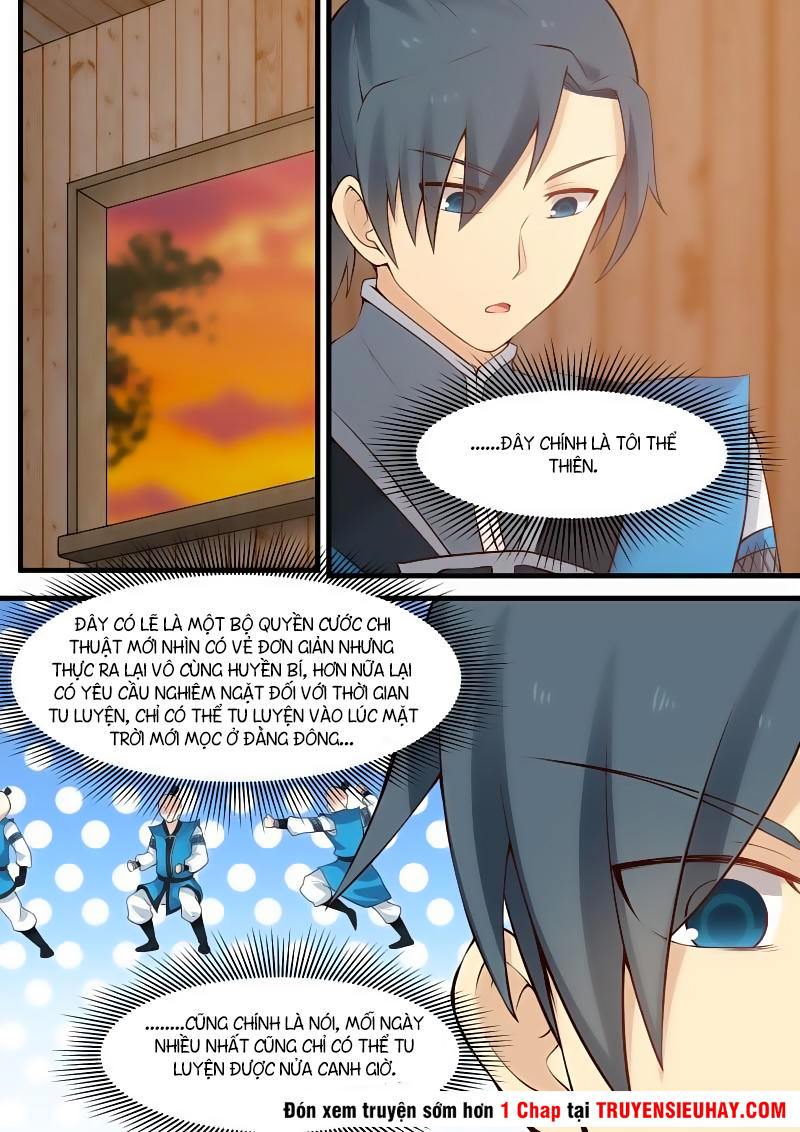 ......ĐÂY CHÍNH LÀ TÔI THỂ
THIÊN.
ĐÂY CÓ LẼ LÀ MỘT BỘ QUYỀN CƯỚC CHI
THUẬT MỚI NHÌN CÓ VẺ ĐƠN GIẢN NHƯNG
THỰC RA LẠI VÔ CÙNG HUYỀN BÍ, HƠN NỮA LẠI
CÓ YÊU CẦU NGHIÊM NGẶT ĐỐI VỚI THỜI GIAN
TU LUYỆN, CHỈ CÓ THỂ TU LUYỆN VÀO LÚC MẶT
TRỜI MỚI MỌC Ở ĐẰNG ĐÔNG...
........CŨNG CHÍNH LÀ NÓI, MỖI NGÀY
NHIỀU NHẤT CŨNG CHỈ CÓ THỂ TU
LUYỆN ĐƯỢC NỬA CANH GIỜ.
Đón xem truyện sớm hơn 1 Chap tại TRUYENSIEUHAY.COM